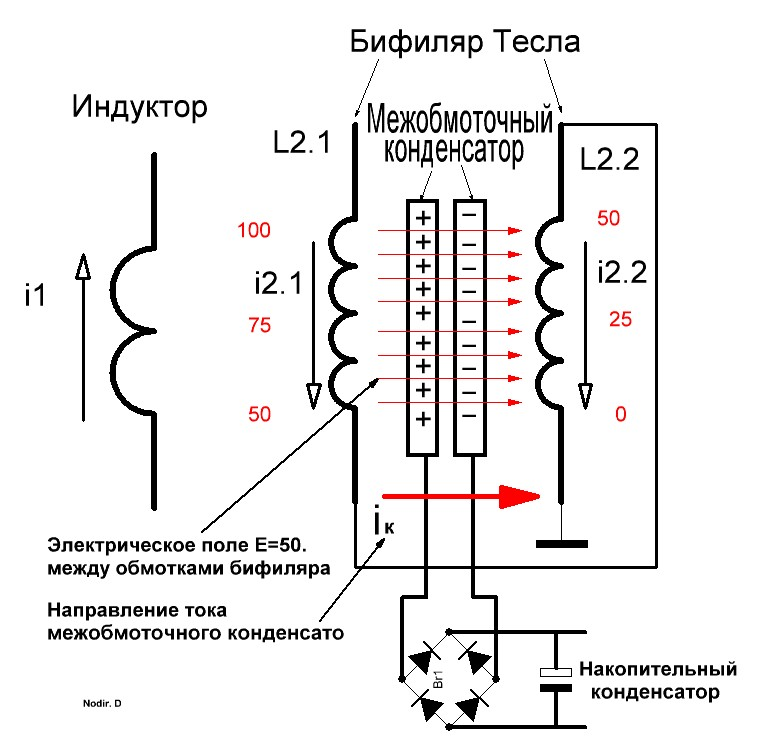 Бифиляр Тесла
Индуктор
Межобмоточный
конденсатор
L2.1
L2.2
100
50
i1
i2.1
i2.2
75
25
50
0
+ −
+ −
+ −
+ −
+ −
+ −
+ −
+ −
iк
Электрическое поле E=50.
между обмотками бифиляра
Направление тока
межобмоточного конденсато
Br1
Накопительный
конденсатор
Nodir. D